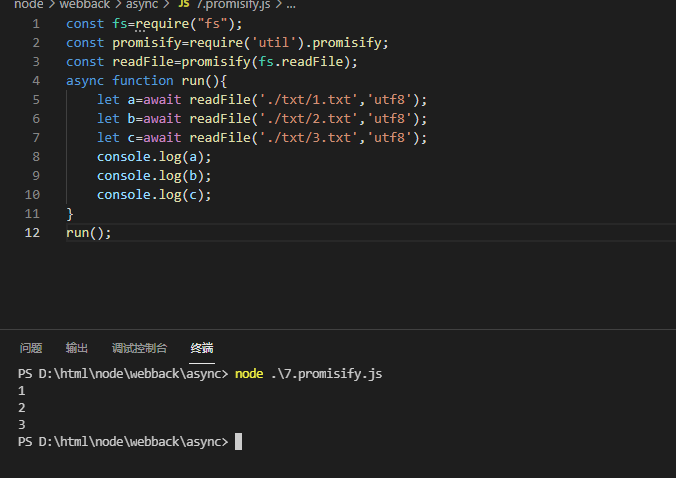 node > webback > async > JS 7.promisify.js > ...
1 const fs=require("fs");
2 const promisify=require('util').promisify;
3 const readFile=promisify(fs.readFile);
4 async function run(){
5 let a=await readFile('./txt/1.txt','utf8');
6 let b=await readFile('./txt/2.txt','utf8');
7 let c=await readFile('./txt/3.txt','utf8');
8 console.log(a);
9 console.log(b);
10 console.log(c);
11 }
12 run();
问题 输出 调试控制台 终端
PS D:\html\node\webback\async> node .\7.promisify.js
1
2
3
PS D:\html\node\webback\async>